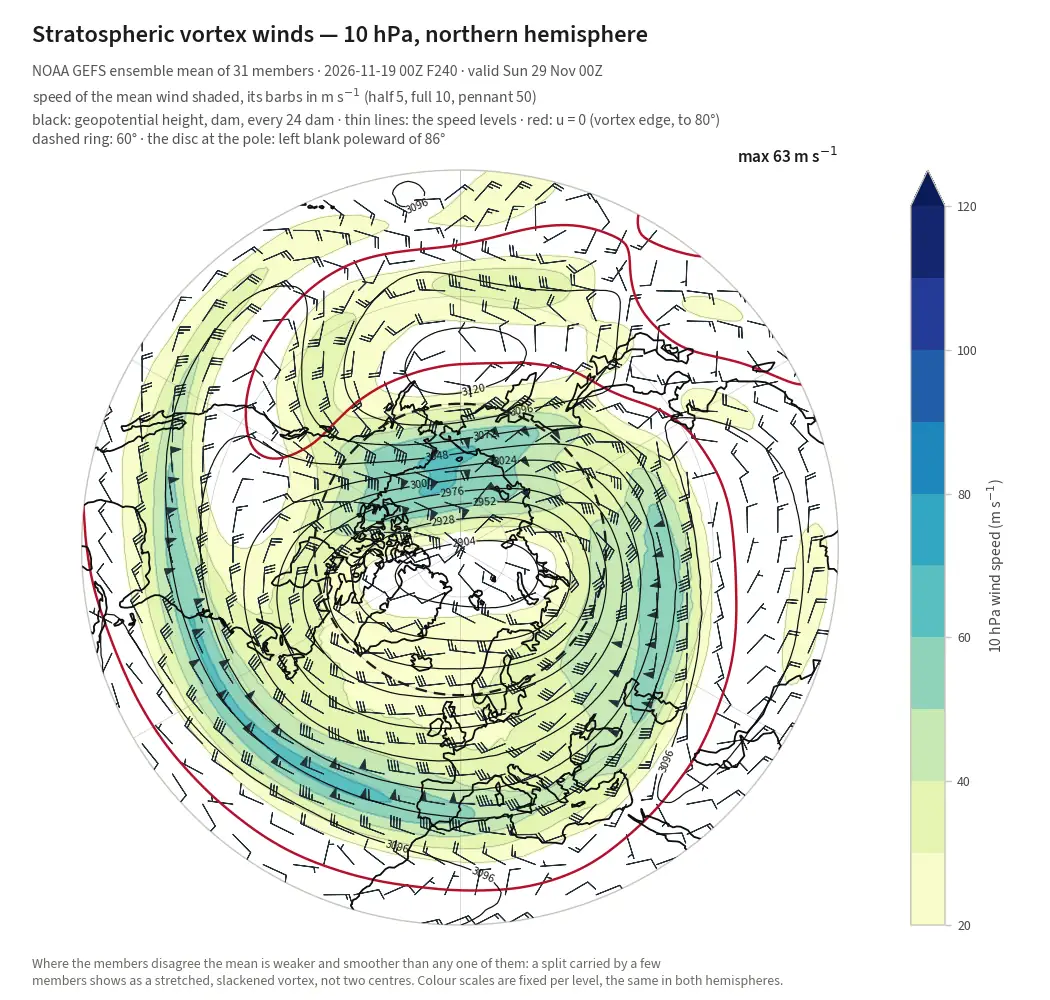 Stratospheric vortex winds — 10 hPa, northern hemisphere
NOAA GEFS ensemble mean of 31 members · 2026-11-19 00Z F240 · valid Sun 29 Nov 00Z
speed of the mean wind shaded, its barbs in m s⁻¹ (half 5, full 10, pennant 50)
black: geopotential height, dam, every 24 dam · thin lines: the speed levels · red: u = 0 (vortex edge, to 80°)
dashed ring: 60° · the disc at the pole: left blank poleward of 86°
max 63 m s⁻¹
3096
3120
3096
3024
2976
2952
2928
3096
3096
3096
120
100
80
60
40
20
10 hPa wind speed (m s⁻¹)
Where the members disagree the mean is weaker and smoother than any one of them: a split carried by a few
members shows as a stretched, slackened vortex, not two centres. Colour scales are fixed per level, the same in both hemispheres.